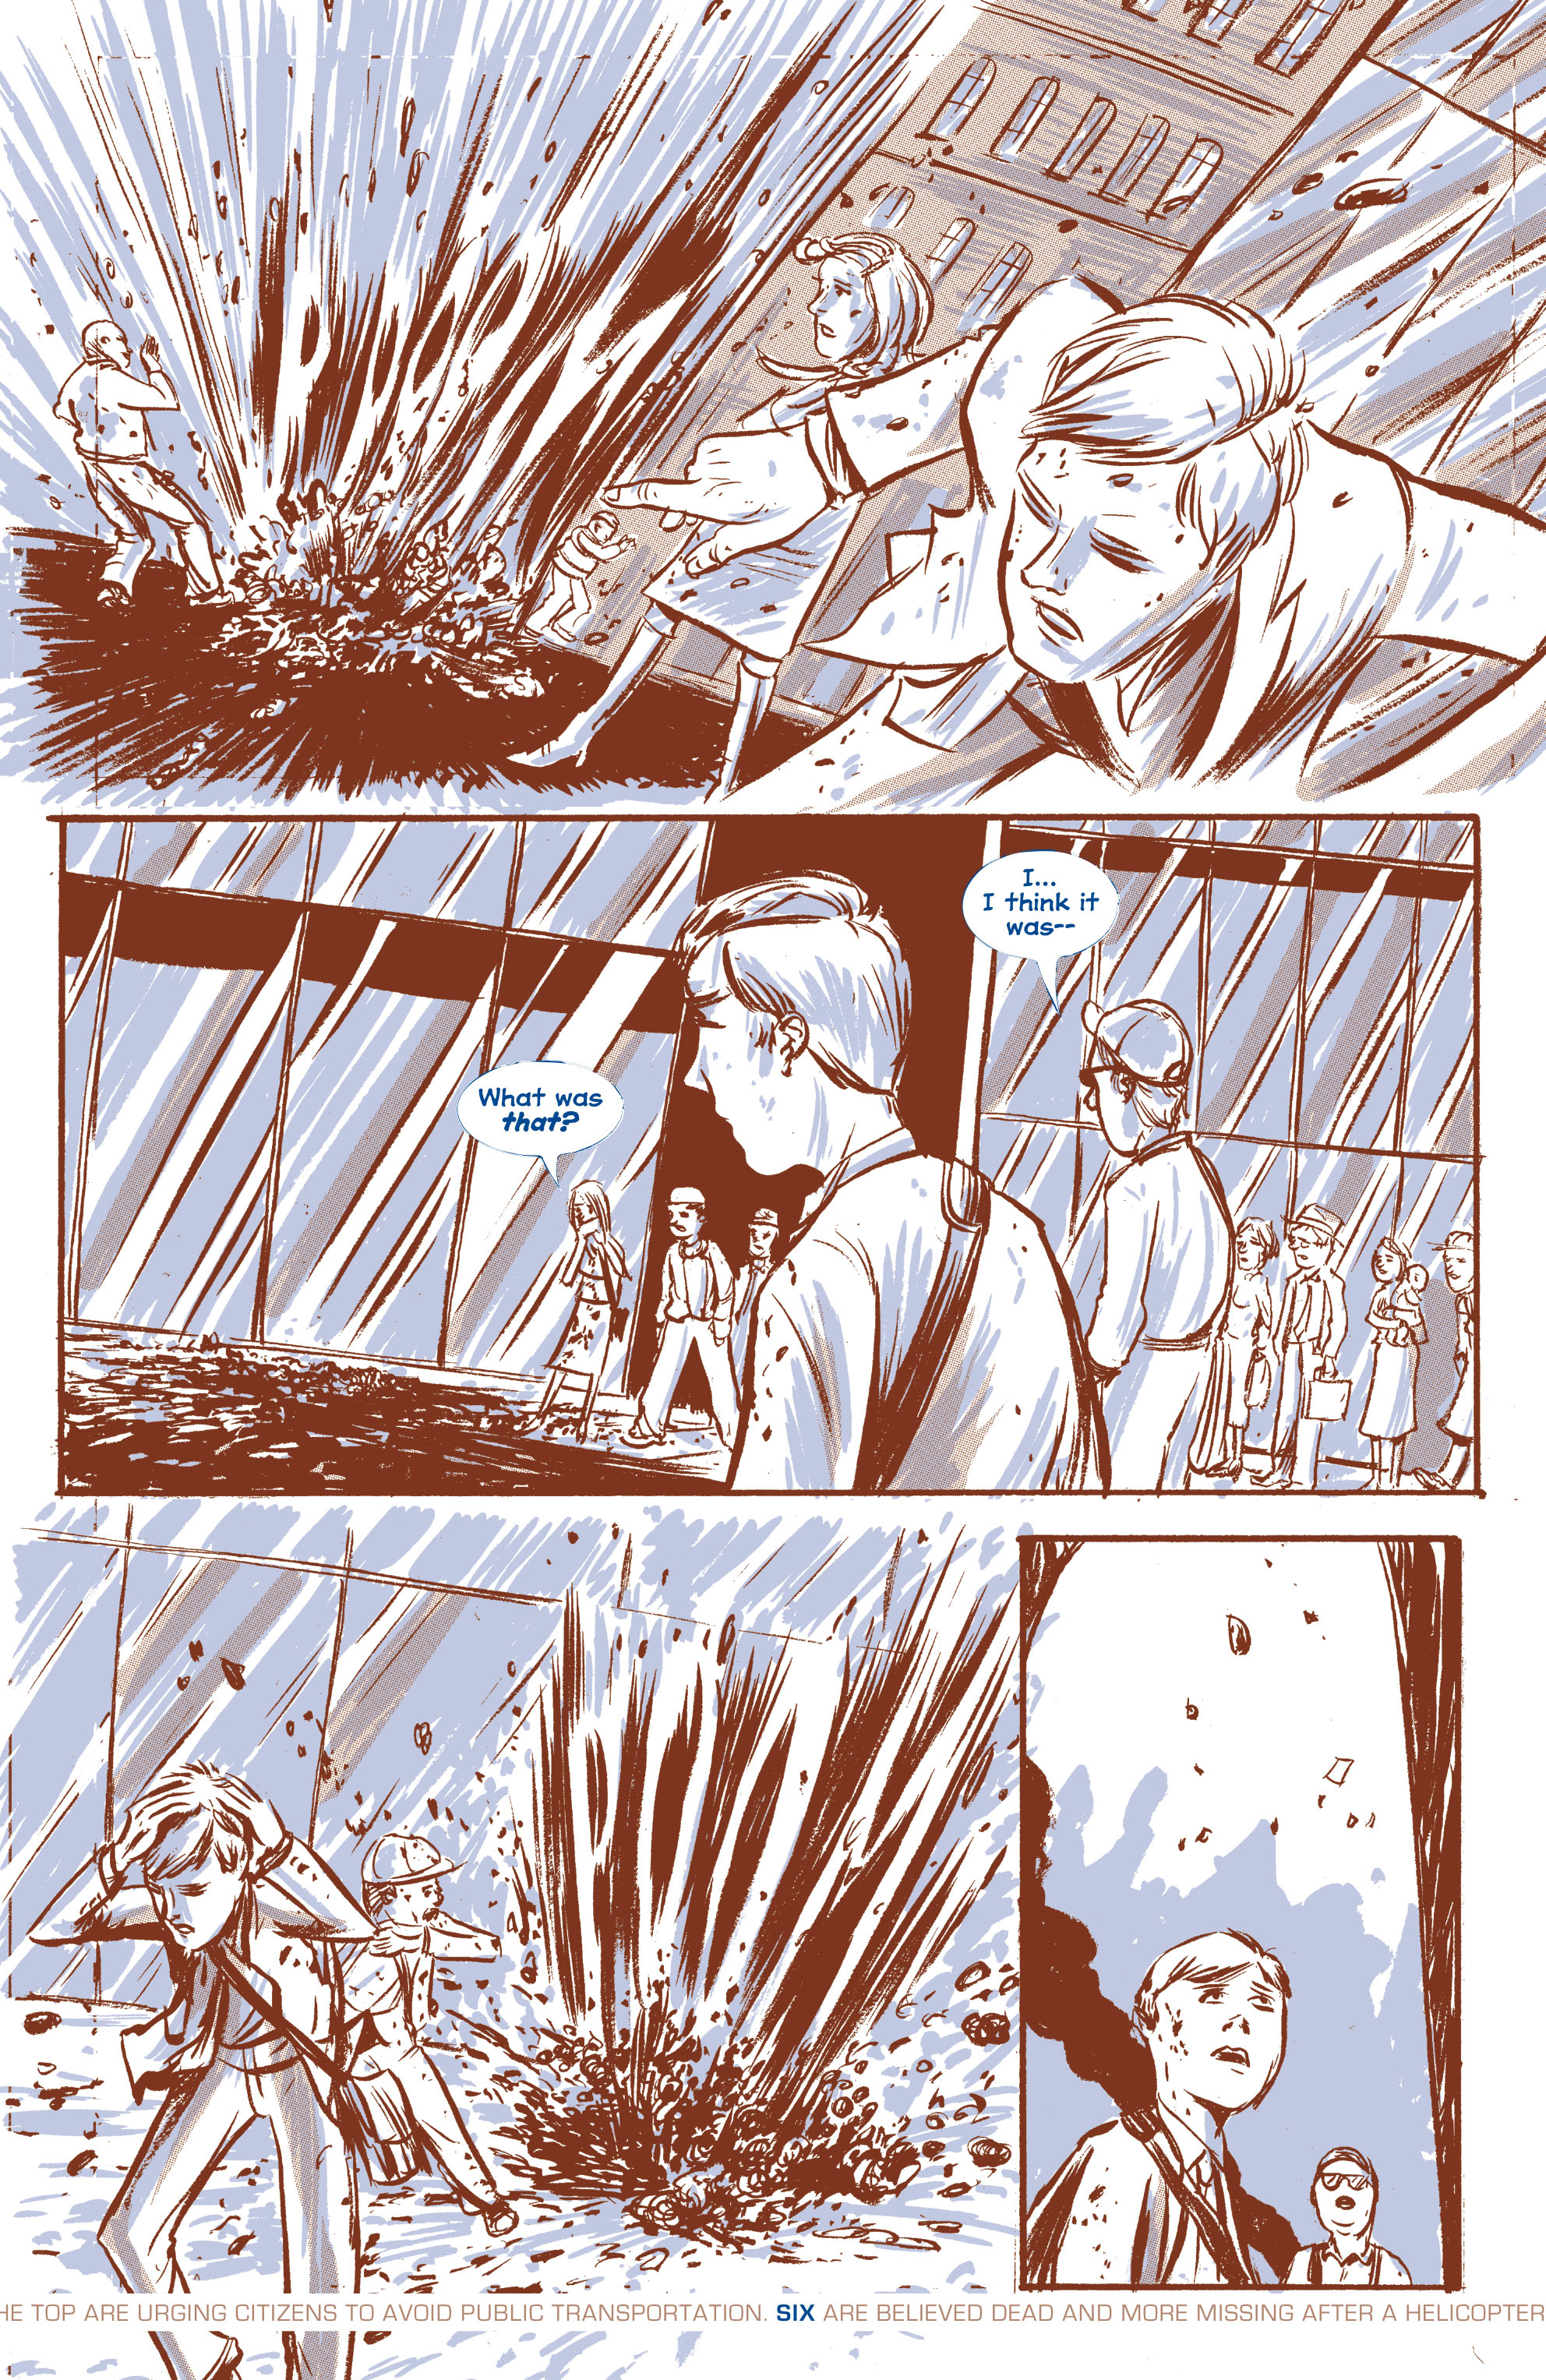 I...
I think it
was--
What was
that?
HE TOP ARE URGING CITIZENS TO AVOID PUBLIC TRANSPORTATION. SIX ARE BELIEVED DEAD AND MORE MISSING AFTER A HELICOPTER